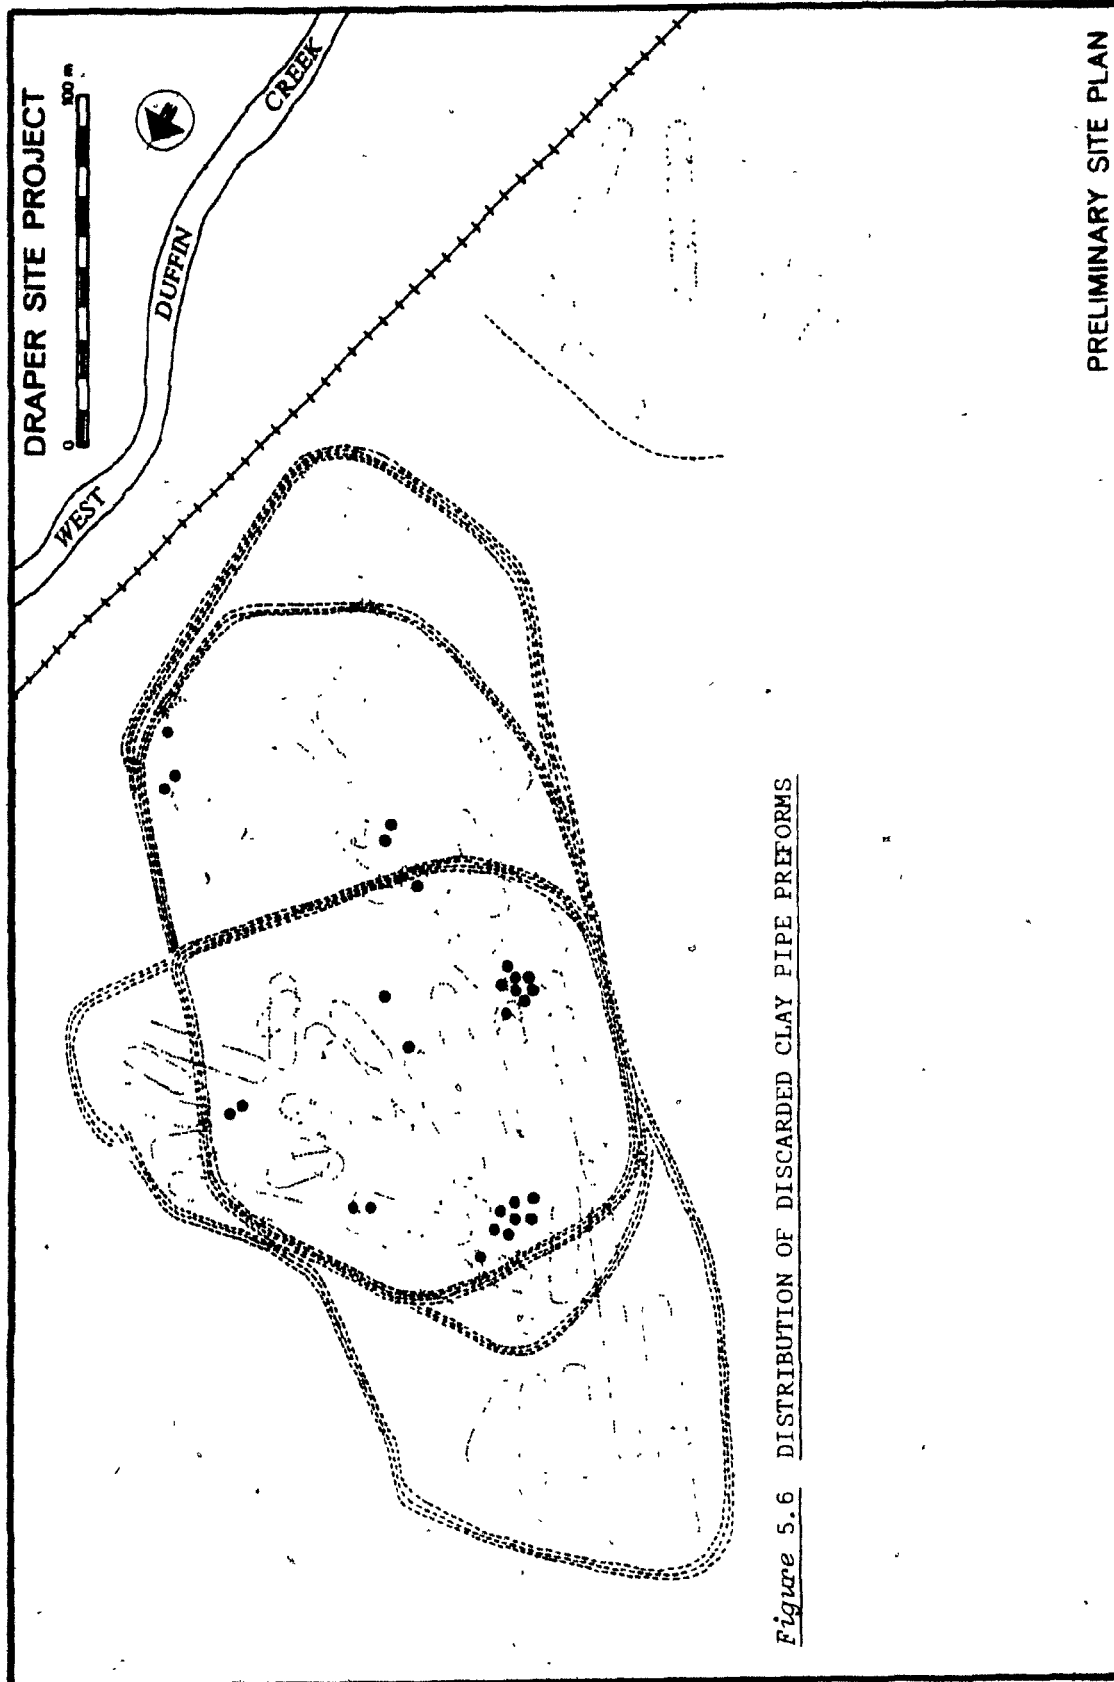 DRAPER SITE PROJECT
0 100 m
WEST DUFFIN CREEK
Figure 5.6 DISTRIBUTION OF DISCARDED CLAY PIPE PREFORMS
PRELIMINARY SITE PLAN